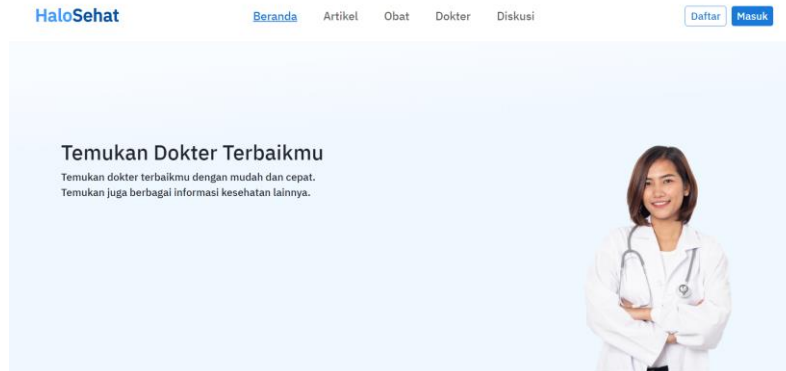 HaloSehat
Beranda Artikel Obat Dokter Diskusi
Daftar Masuk
Temukan Dokter Terbaikmu
Temukan dokter terbaikmu dengan mudah dan cepat.
Temukan juga berbagai informasi kesehatan lainnya.